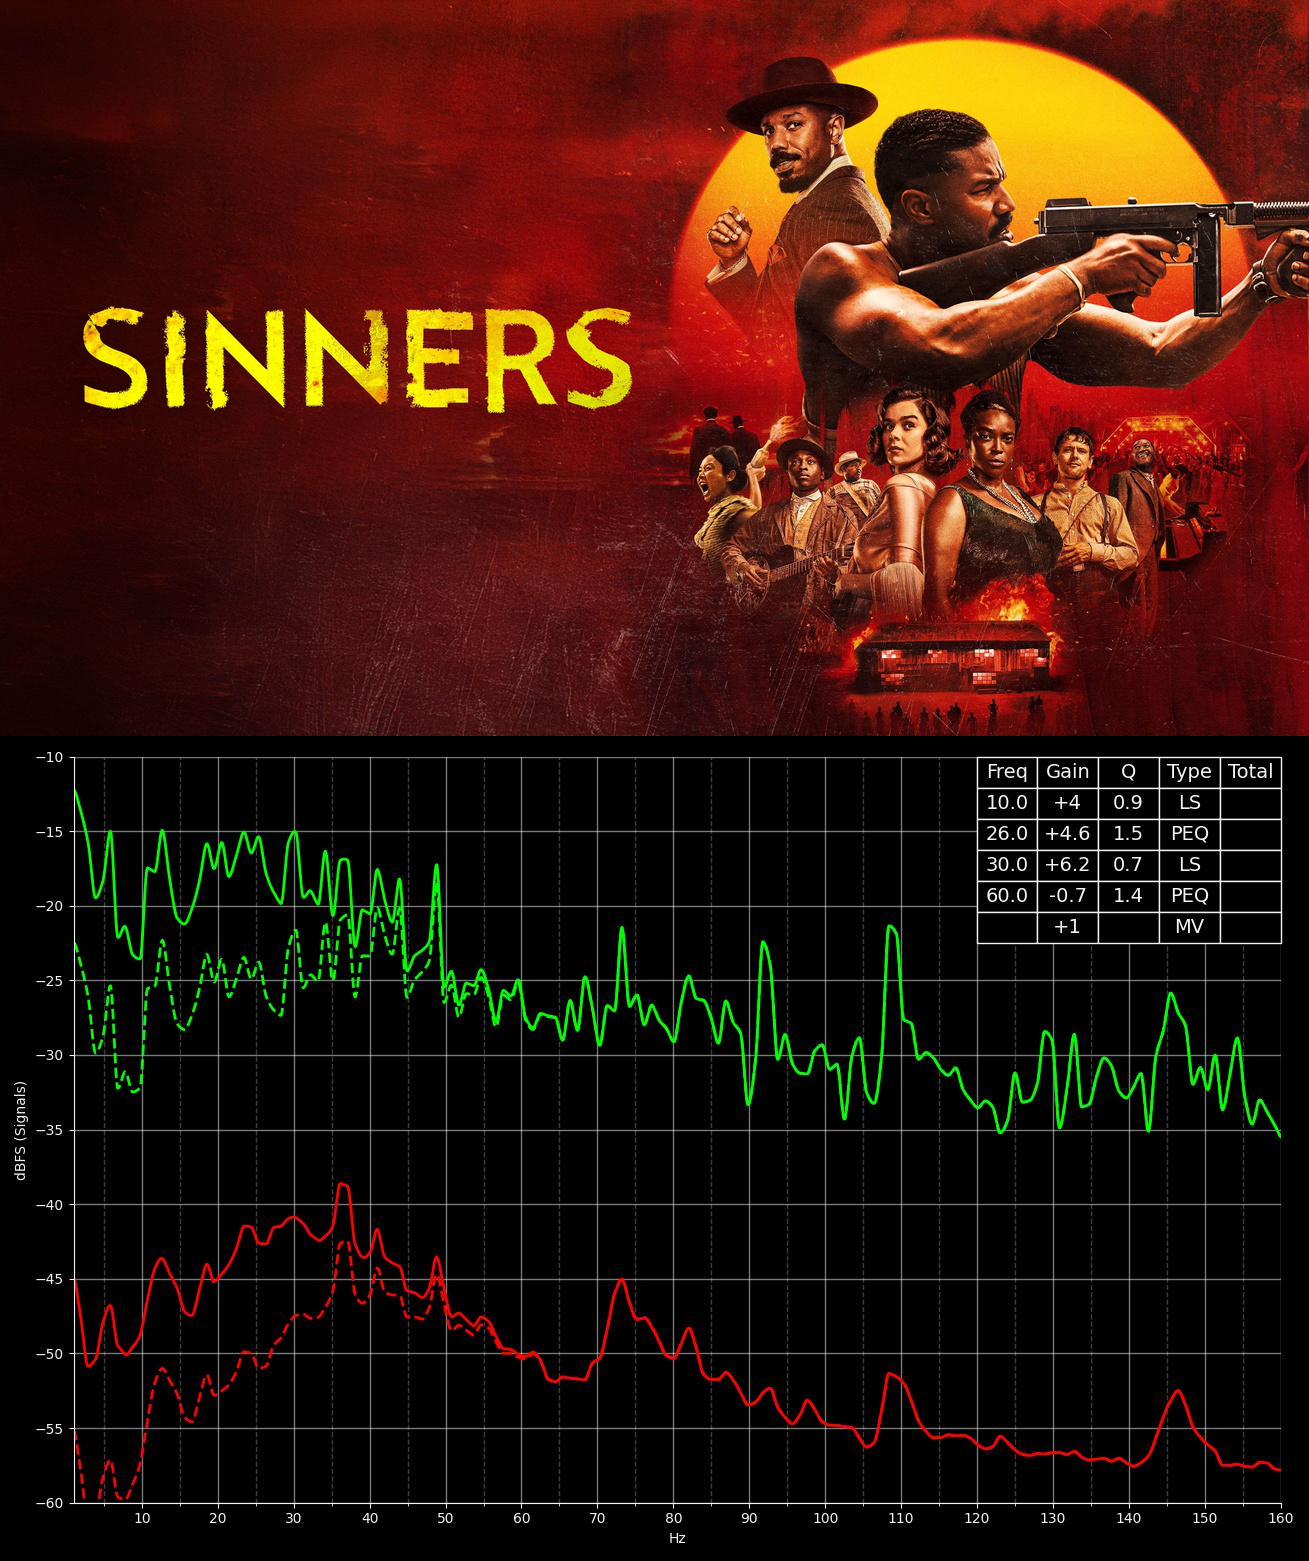 SINNERS
Freq Gain Q Type Total
10.0 +4 0.9 LS
26.0 +4.6 1.5 PEQ
30.0 +6.2 0.7 LS
60.0 -0.7 1.4 PEQ
+1 MV
−10
−15
−20
−25
−30
−35
−40
−45
−50
−55
−60
dBFS (Signals)
10 20 30 40 50 60 70 80 90 100 110 120 130 140 150 160
Hz